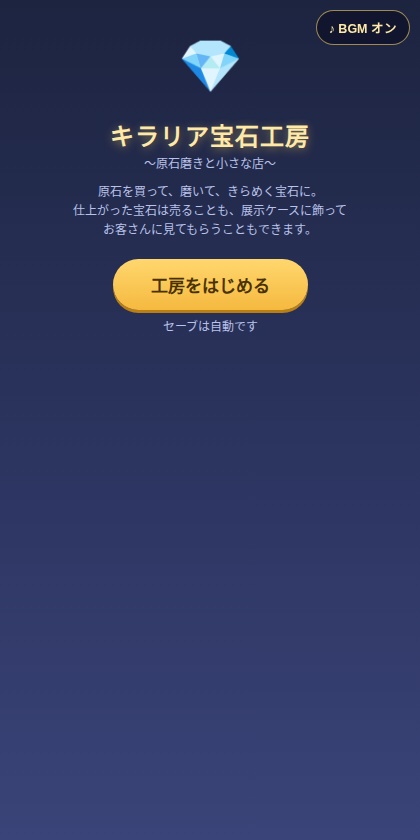 ♪ BGM オン
キラリア宝石工房
〜原石磨きと小さな店〜
原石を買って、磨いて、きらめく宝石に。
仕上がった宝石は売ることも、展示ケースに飾って
お客さんに見てもらうこともできます。
工房をはじめる
セーブは自動です